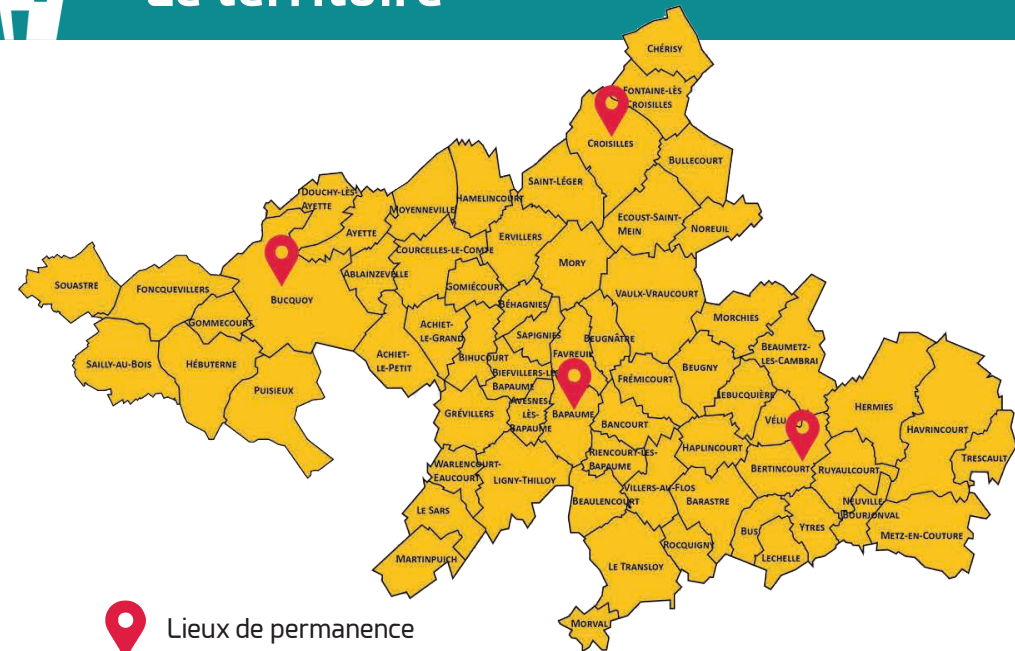 de territoire
CHÉRISY
FONTAINE-LÈS
CROISILLES
CROISILLES
BULLECOURT
SAINT-LÉGER
DOUCHY-LÈS-
AYETTE
HAMELINCOURT
MOYENNEVILLE
ECOUST-SAINT-
MEIN
NOREUIL
AYETTE
ERVILLERS
COURCELLES-LE-COMTE
MORY
ABLAINZEVELLE
SOUASTRE
FONCQUEVILLERS
BUCQUOY
GOMIÉCOURT
VAULX-VRAUCOURT
BÉHAGNIES
MORCHIES
GOMMECOURT
ACHIET-
LE-GRAND
SAPIGNIES
BEUGNÂTRE
BEAUMETZ-
LES-CAMBRAI
SAILLY-AU-BOIS
HÉBUTERNE
ACHIET-
LE-PETIT
BIHUCOURT
FAVREUIL
BEUGNY
BIEFVILLERS-LES-
BAPAUME
FRÉMICOURT
PUISIEUX
LEBUCQUIÈRE
AVESNES-
LÈS-
BAPAUME
GRÉVILLERS
BAPAUME
BANCOURT
VÉLU
HERMIES
HAVRINCOURT
HAPLINCOURT
RIENCOURT-LES-
BAPAUME
BERTINCOURT
RUYAULCOURT
TRESCAULT
WARLENCOURT-
EAUCOURT
LIGNY-THILLOY
VILLERS-AU-FLOS
BEAULENCOURT
BARASTRE
NEUVILLE
BOURJONVAL
LE SARS
YTRES
BUS
METZ-EN-COUTURE
ROCQUIGNY
LECHELLE
MARTINPUICH
LE TRANSLOY
MORVAL
Lieux de permanence